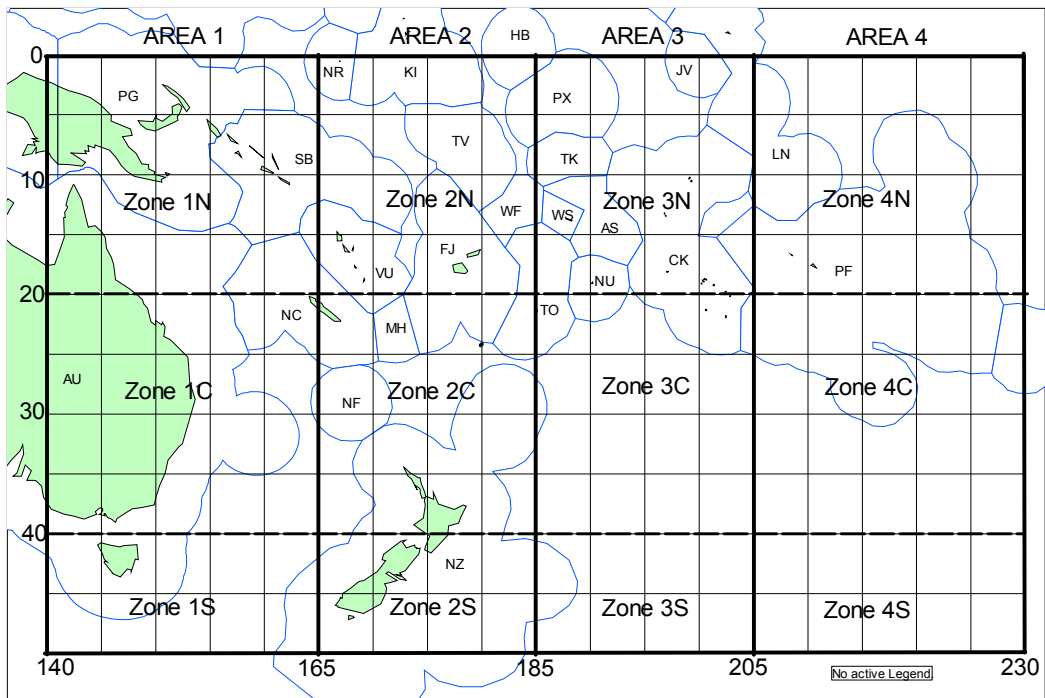 AREA 1 AREA 2 HB AREA 3 AREA 4
0
NR KI JV
PG PX
TV
SB TK LN
10
Zone 1N Zone 2N Zone 3N Zone 4N
WF WS
AS
FJ
CK
VU NU PF
20
NC MH TO
AU Zone 1C Zone 2C Zone 3C Zone 4C
NF
30
40
NZ
Zone 1S Zone 2S Zone 3S Zone 4S
140 165 185 205 230
No active Legend